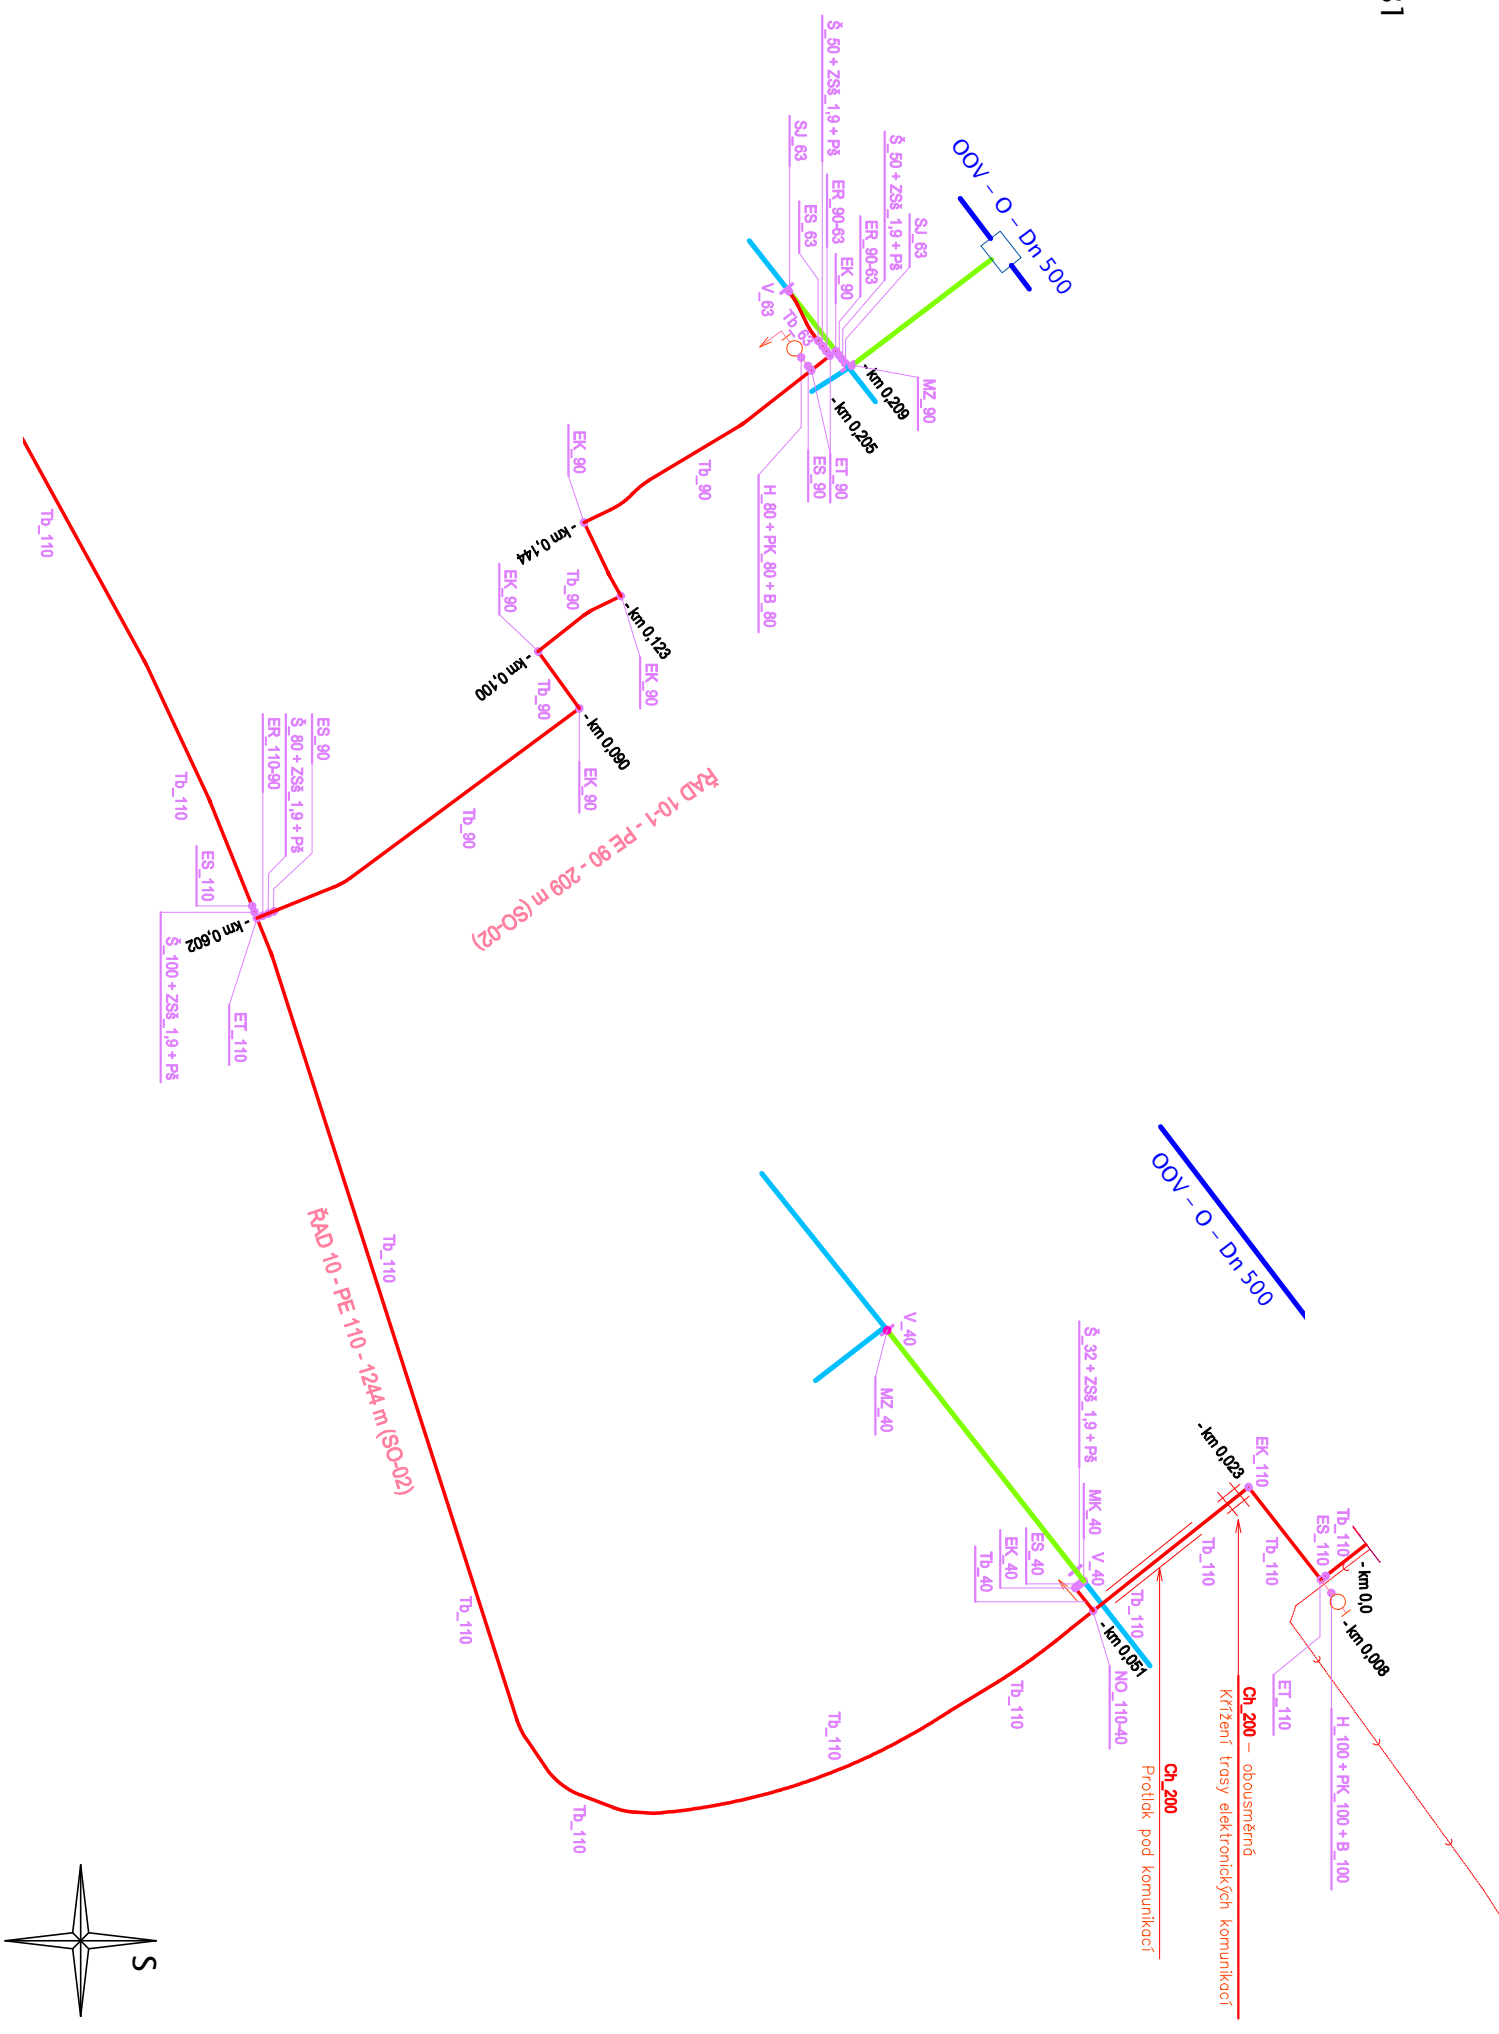 OOV – O – Dn 500
Š_50 + ZSš_1,9 + Pš
SJ_63
ER_90-63
ES_63
Š_50 + ZSš_1,9 + Pš
SJ_63
ER_90-63
EK_90
V_63
Tb_63
MZ_90
- km 0,209
- km 0,205
ET_90
ES_90
H_80 + PK_80 + B_80
Tb_90
EK_90
- km 0,144
Tb_90
EK_90
- km 0,123
EK_90
- km 0,100
Tb_90
- km 0,090
EK_90
Tb_90
ŘAD 10-1 - PE 90 - 209 m (SO-02)
Tb_110
Tb_110
ES_90
Š_80 + ZSš_1,9 + Pš
ER_110-90
ES_110
- km 0,602
Š_100 + ZSš_1,9 + Pš
ET_110
Tb_110
ŘAD 10 - PE 110 - 1244 m (SO-02)
Tb_110
Tb_110
Tb_110
Tb_110
OOV – O – Dn 500
V_40
MZ_40
Š_32 + ZSš_1,9 + Pš
MK_40
V_40
ES_40
EK_40
Tb_40
Tb_110
- km 0,051
NO_110-40
- km 0,023
EK_110
Tb_110
Tb_110
Tb_110
ES_110
- km 0,0
- km 0,008
ET_110
H_100 + PK_100 + B_100
Ch_200 – obousměrná
Křížení trasy elektronických komunikací
Ch_200
Protlak pod komunikací
S